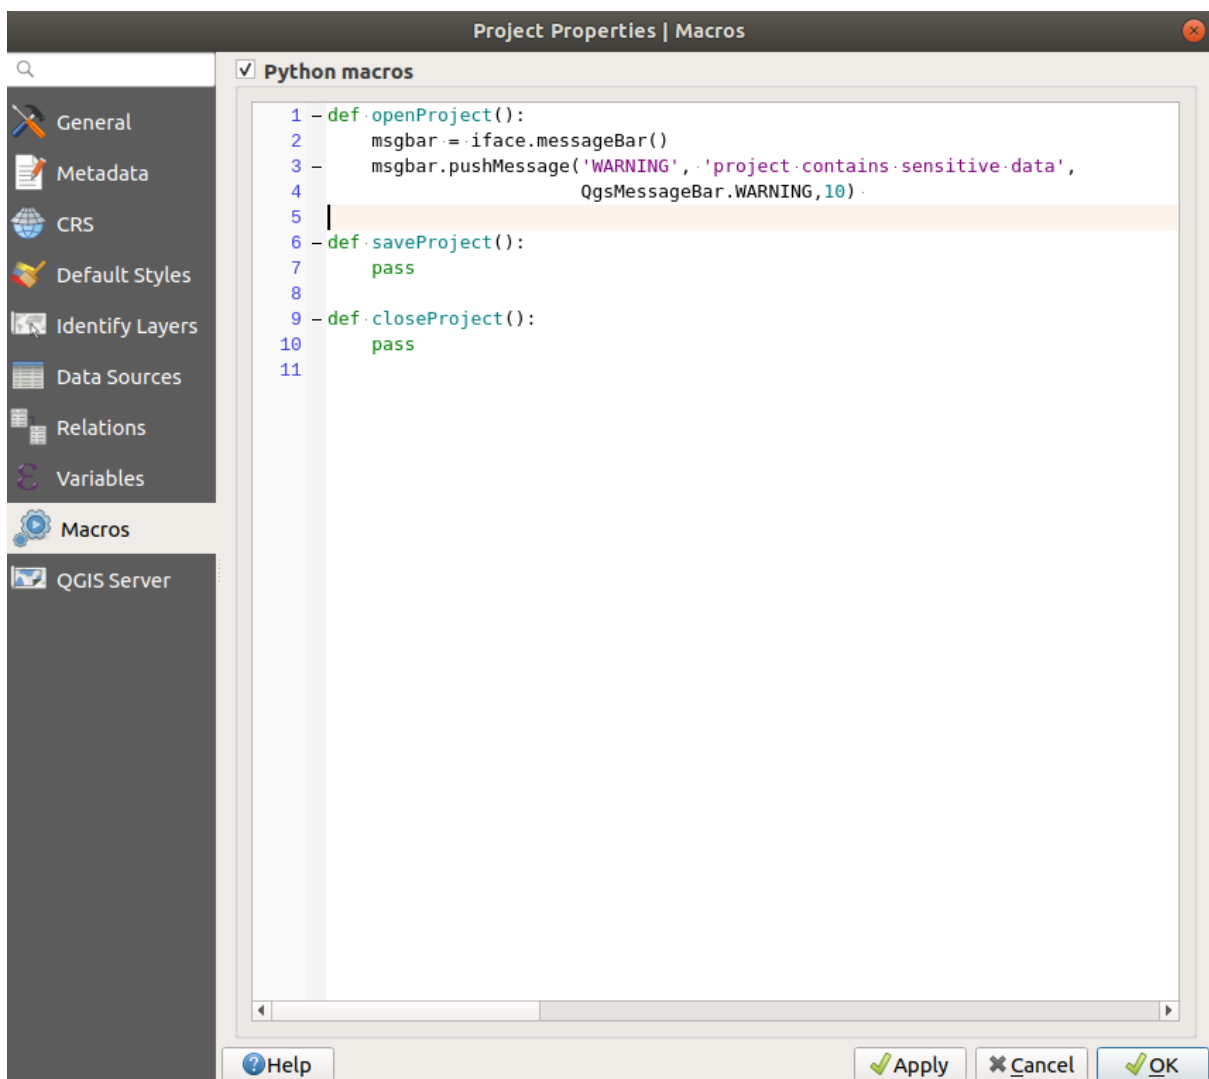 Project Properties | Macros
Python macros
General
Metadata
CRS
Default Styles
Identify Layers
Data Sources
Relations
Variables
Macros
QGIS Server
1 def openProject():
2 msgbar = iface.messageBar()
3 msgbar.pushMessage('WARNING', 'project contains sensitive data',
4 QgsMessageBar.WARNING,10)
5
6 def saveProject():
7 pass
8
9 def closeProject():
10 pass
11
Help
Apply
Cancel
OK